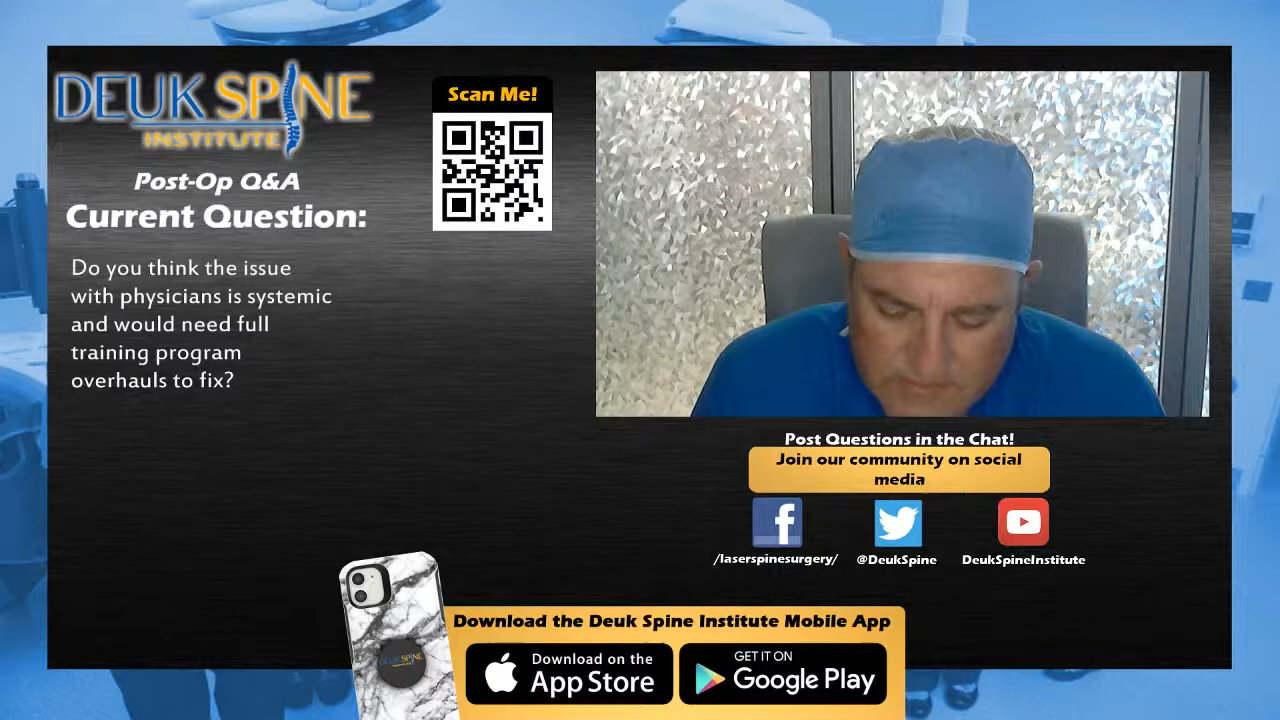 DEUK SPINE
INSTITUTE
Post-Op Q&A
Current Question:
Do you think the issue
with physicians is systemic
and would need full
training program
overhauls to fix?
Scan Me!
Post Questions in the Chat!
Join our community on social
media
/laserspinesurgery/
@DeukSpine
DeukSpineInstitute
Download the Deuk Spine Institute Mobile App
Download on the
App Store
GET IT ON
Google Play
DEUK SPINE